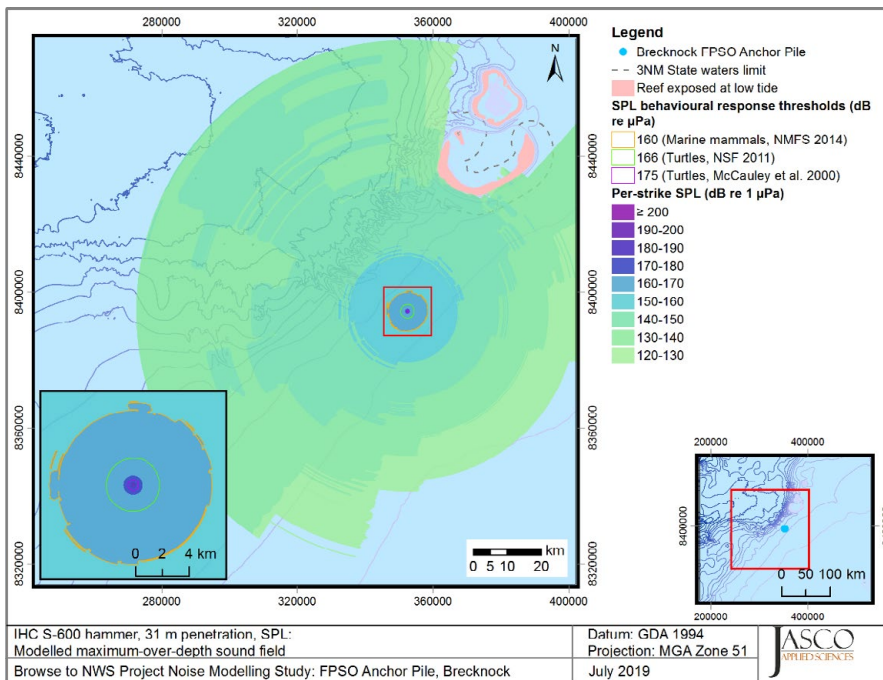 280000 320000 360000 400000
Legend
Brecknock FPSO Anchor Pile
3NM State waters limit
Reef exposed at low tide
SPL behavioural response thresholds (dB
re µPa)
160 (Marine mammals, NMFS 2014)
166 (Turtles, NSF 2011)
175 (Turtles, McCauley et al. 2000)
Per-strike SPL (dB re 1 µPa)
≥ 200
190-200
180-190
170-180
160-170
150-160
140-150
130-140
120-130
N
8440000 8440000
8400000 8400000
8360000 8360000
8320000 8320000
0 2 4 km
km
0 5 10 20
280000 320000 360000 400000
200000 400000
8400000
0 50 100 km
200000 400000
IHC S-600 hammer, 31 m penetration, SPL:
Modelled maximum-over-depth sound field
Browse to NWS Project Noise Modelling Study: FPSO Anchor Pile, Brecknock
Datum: GDA 1994
Projection: MGA Zone 51
July 2019
JASCO
APPLIED SCIENCES